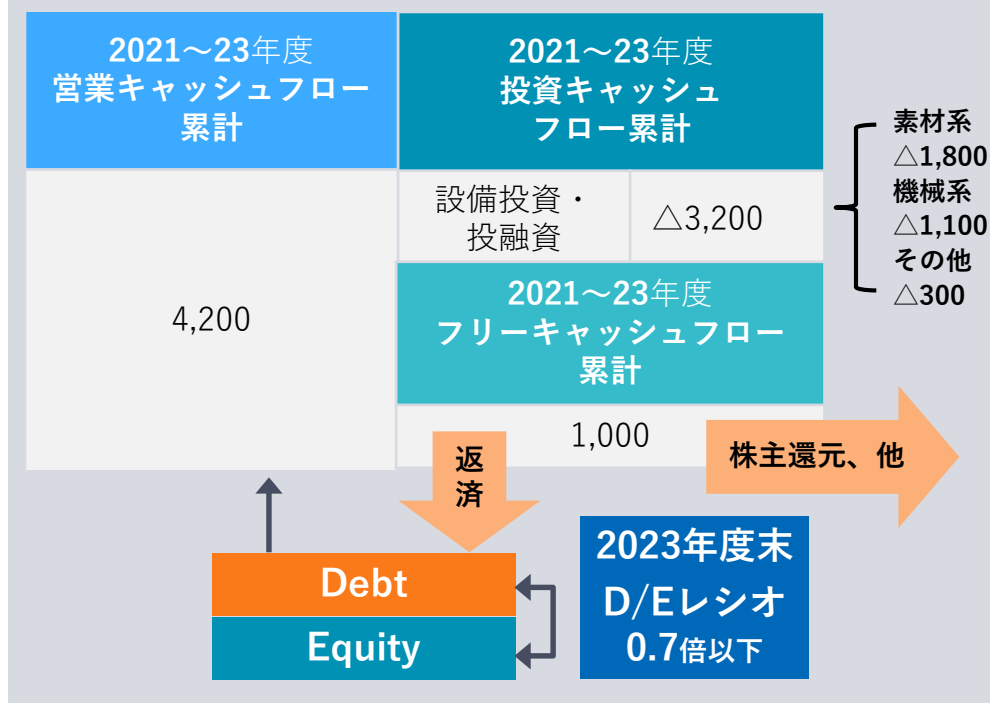 2021～23年度
営業キャッシュフロー
累計
4,200
2021～23年度
投資キャッシュ
フロー累計
設備投資・
投融資
△3,200
素材系
△1,800
機械系
△1,100
その他
△300
2021～23年度
フリーキャッシュフロー
累計
1,000
返
済
株主還元、他
Debt
Equity
2023年度末
D/Eレシオ
0.7倍以下